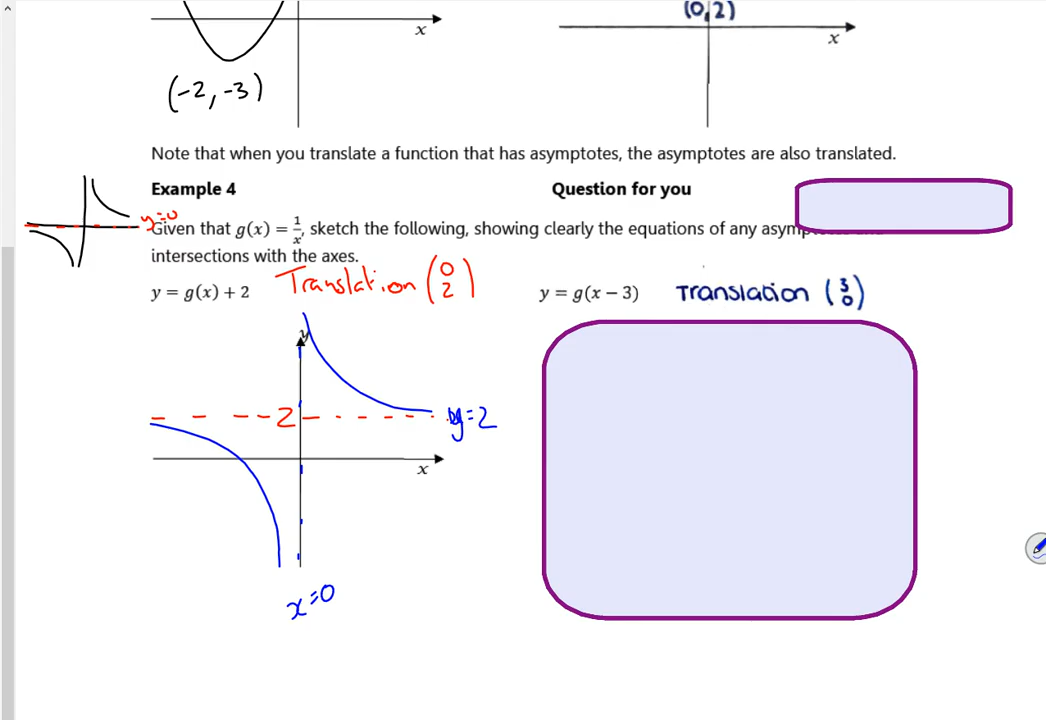 (0,2)
x
x
(-2, -3)
Note that when you translate a function that has asymptotes, the asymptotes are also translated.
Example 4
Question for you
y=0
Given that g(x) = 1/x, sketch the following, showing clearly the equations of any
intersections with the axes.
y = g(x) + 2
Translation (0 2)
y = g(x − 3)
Translation (3 0)
y
2
y=2
x
x=0